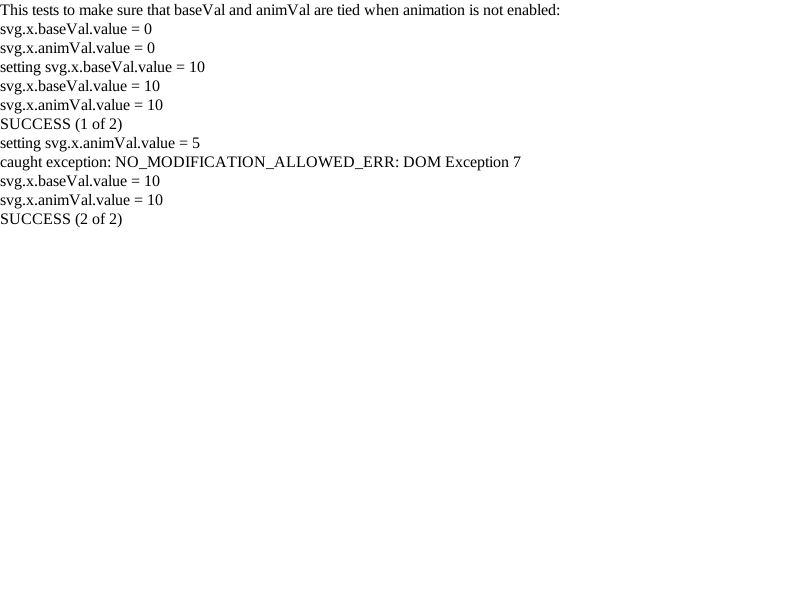 This tests to make sure that baseVal and animVal are tied when animation is not enabled:
svg.x.baseVal.value = 0
svg.x.animVal.value = 0
setting svg.x.baseVal.value = 10
svg.x.baseVal.value = 10
svg.x.animVal.value = 10
SUCCESS (1 of 2)
setting svg.x.animVal.value = 5
caught exception: NO_MODIFICATION_ALLOWED_ERR: DOM Exception 7
svg.x.baseVal.value = 10
svg.x.animVal.value = 10
SUCCESS (2 of 2)